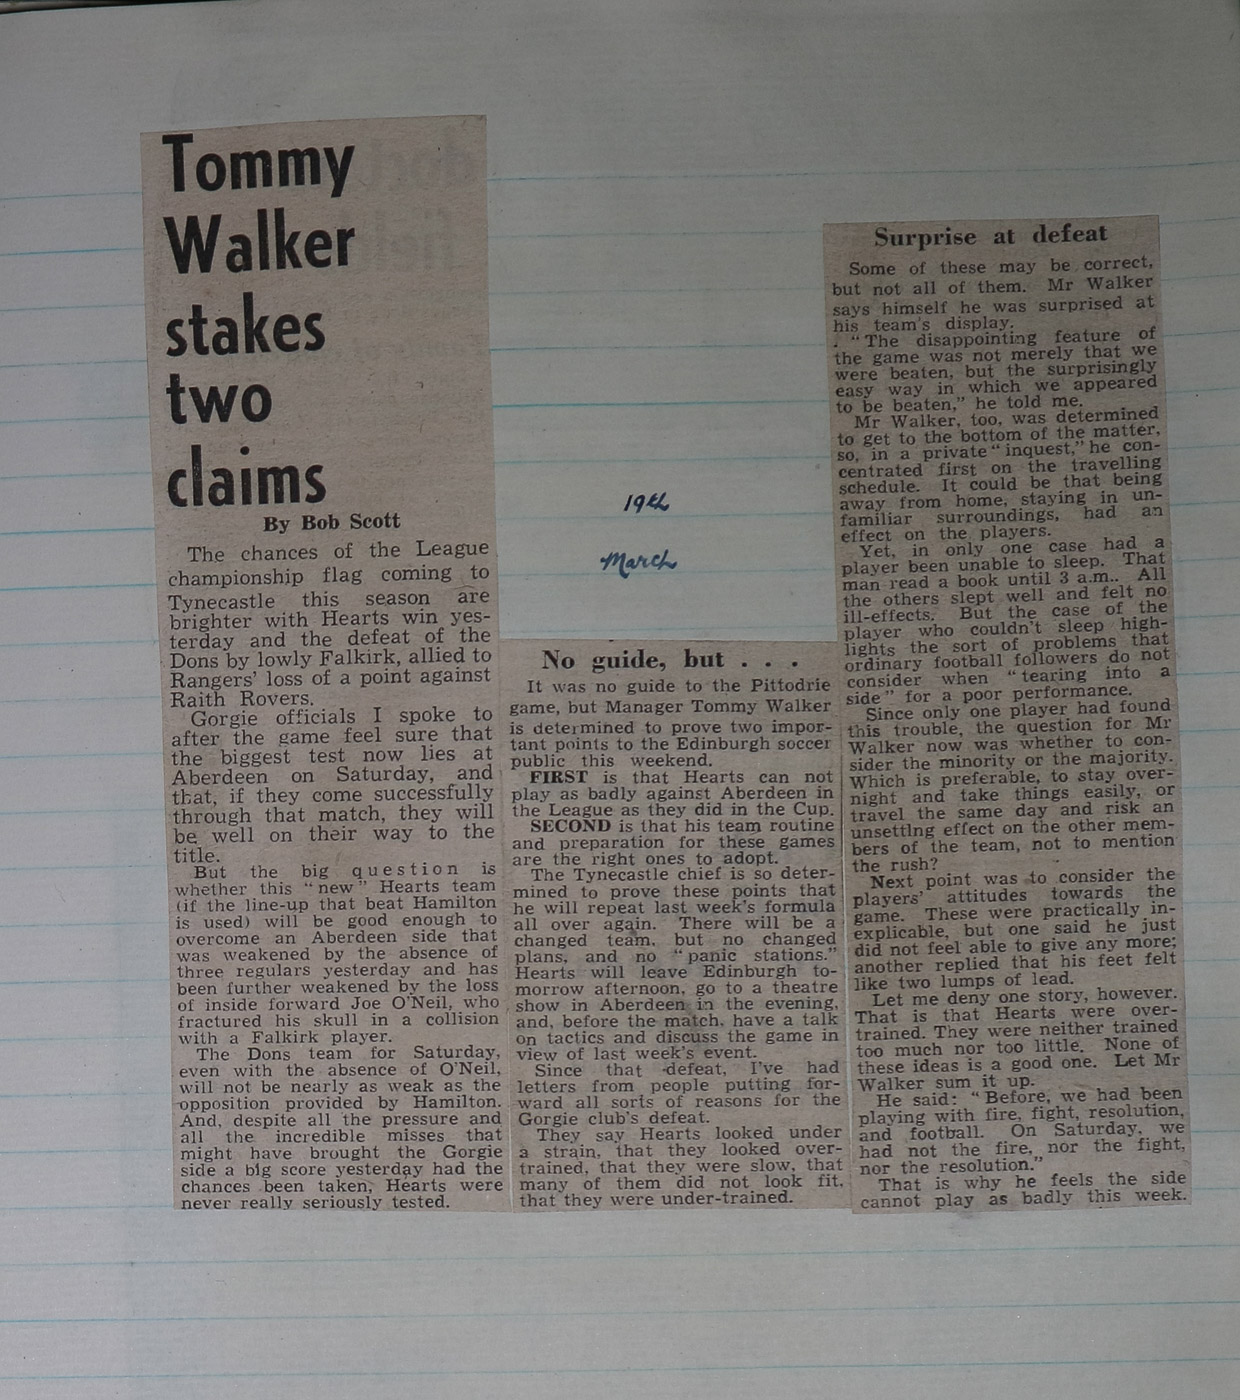 Tommy
Walker
stakes
two
claims
By Bob Scott
The chances of the League
championship flag coming to
Tynecastle this season are
brighter with Hearts win yes-
terday and the defeat of the
Dons by lowly Falkirk, allied to
Rangers' loss of a point against
Raith Rovers.
Gorgie officials I spoke to
after the game feel sure that
the biggest test now lies at
Aberdeen on Saturday, and
that, if they come successfully
through that match, they will
be well on their way to the
title.
But the big question is
whether this "new" Hearts team
(if the line-up that beat Hamilton
is used) will be good enough to
overcome an Aberdeen side that
was weakened by the absence of
three regulars yesterday and has
been further weakened by the loss
of inside forward Joe O'Neil, who
fractured his skull in a collision
with a Falkirk player.
The Dons team for Saturday,
even with the absence of O'Neil,
will not be nearly as weak as the
opposition provided by Hamilton.
And, despite all the pressure and
all the incredible misses that
might have brought the Gorgie
side a big score yesterday had the
chances been taken, Hearts were
never really seriously tested.
19th
March
No guide, but . . .
It was no guide to the Pittodrie
game, but Manager Tommy Walker
is determined to prove two impor-
tant points to the Edinburgh soccer
public this weekend.
FIRST is that Hearts can not
play as badly against Aberdeen in
the League as they did in the Cup.
SECOND is that his team routine
and preparation for these games
are the right ones to adopt.
The Tynecastle chief is so deter-
mined to prove these points that
he will repeat last week's formula
all over again. There will be a
changed team, but no changed
plans, and no "panic stations."
Hearts will leave Edinburgh to-
morrow afternoon, go to a theatre
show in Aberdeen in the evening,
and, before the match, have a talk
on tactics and discuss the game in
view of last week's event.
Since that defeat, I've had
letters from people putting for-
ward all sorts of reasons for the
Gorgie club's defeat.
They say Hearts looked under
a strain, that they looked over-
trained, that they were slow, that
many of them did not look fit,
that they were under-trained.
Surprise at defeat
Some of these may be correct,
but not all of them. Mr Walker
says himself he was surprised at
his team's display.
"The disappointing feature of
the game was not merely that we
were beaten, but the surprisingly
easy way in which we appeared
to be beaten," he told me.
Mr Walker, too, was determined
to get to the bottom of the matter,
so, in a private "inquest," he con-
centrated first on the travelling
schedule. It could be that being
away from home, staying in un-
familiar surroundings, had an
effect on the players.
Yet, in only one case had a
player been unable to sleep. That
man read a book until 3 a.m.. All
the others slept well and felt no
ill-effects. But the case of the
player who couldn't sleep high-
lights the sort of problems that
ordinary football followers do not
consider when "tearing into a
side" for a poor performance.
Since only one player had found
this trouble, the question for Mr
Walker now was whether to con-
sider the minority or the majority.
Which is preferable, to stay over-
night and take things easily, or
travel the same day and risk an
unsettlng effect on the other mem-
bers of the team, not to mention
the rush?
Next point was to consider the
players' attitudes towards the
game. These were practically in-
explicable, but one said he just
did not feel able to give any more;
another replied that his feet felt
like two lumps of lead.
Let me deny one story, however.
That is that Hearts were over-
trained. They were neither trained
too much nor too little. None of
these ideas is a good one. Let Mr
Walker sum it up.
He said: "Before, we had been
playing with fire, fight, resolution,
and football. On Saturday, we
had not the fire, nor the fight,
nor the resolution."
That is why he feels the side
cannot play as badly this week.